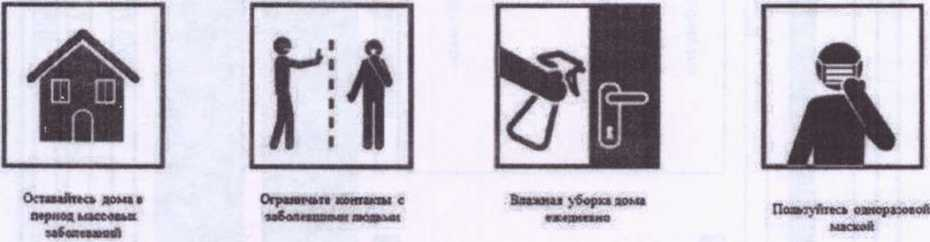 Оставайтесь дома в
период массовых
заболеваний
Ограничьте контакты с
заболевшими людьми
Влажная уборка дома
ежедневно
Пользуйтесь одноразовой
маской